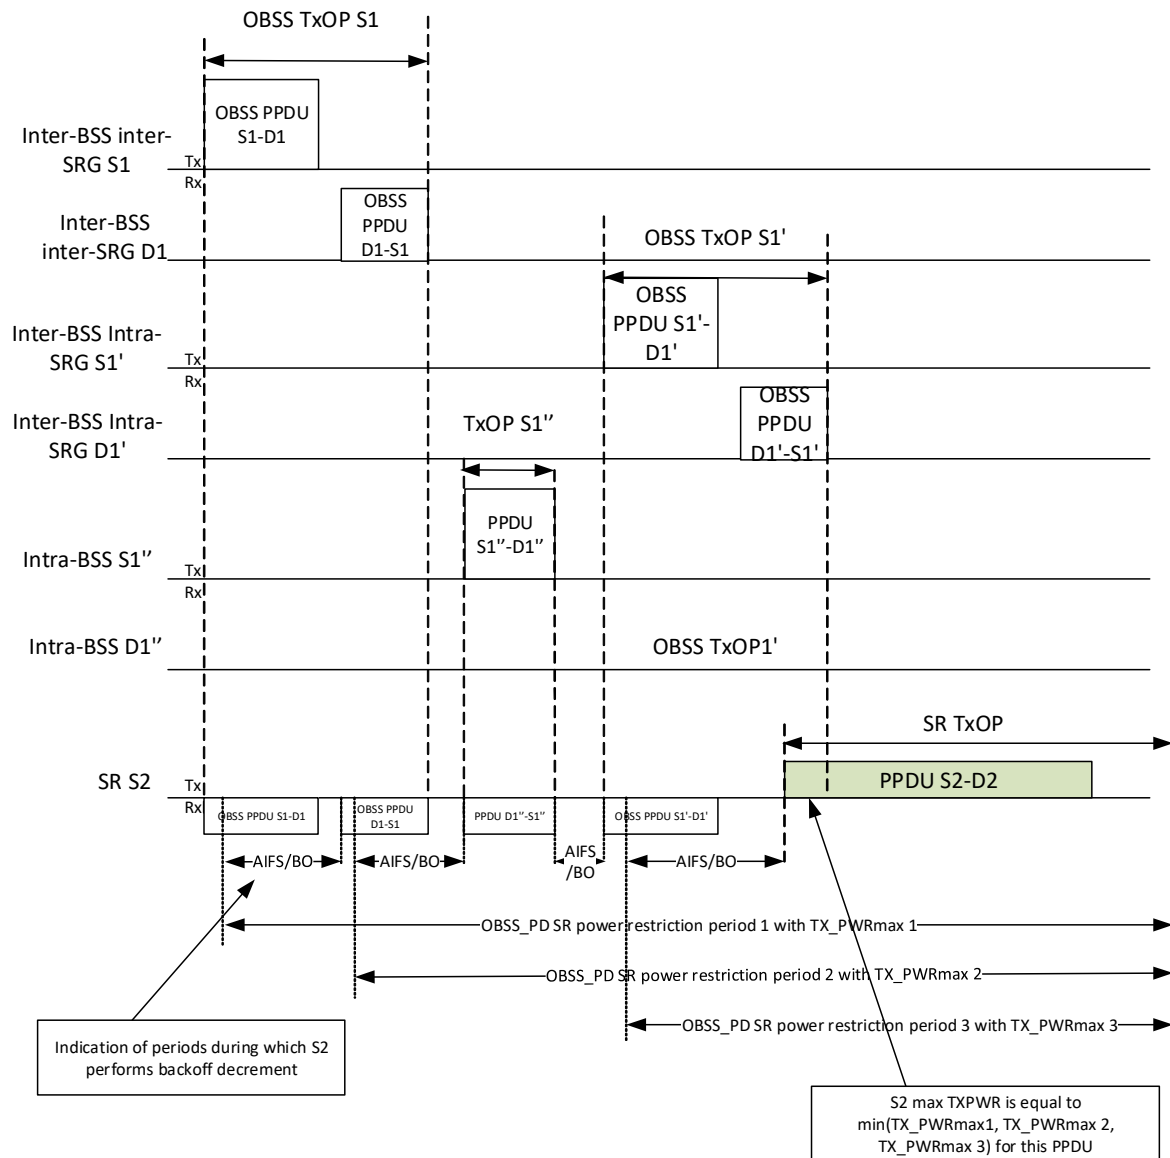 OBSS TxOP S1
OBSS PPDU
S1-D1
Inter-BSS inter-
SRG S1
Tx
Rx
OBSS
PPDU
D1-S1
Inter-BSS
inter-SRG D1
OBSS TxOP S1'
OBSS
PPDU S1'-
D1'
Inter-BSS Intra-
SRG S1'
Tx
Rx
OBSS
PPDU
D1'-S1'
Inter-BSS Intra-
SRG D1'
TxOP S1''
PPDU
S1''-D1''
Intra-BSS S1''
Tx
Rx
Intra-BSS D1''
OBSS TxOP1'
SR TxOP
SR S2
Tx
Rx
PPDU S2-D2
OBSS PPDU S1-D1
OBSS PPDU
D1-S1
PPDU D1''-S1''
OBSS PPDU S1'-D1'
AIFS/BO
AIFS/BO
AIFS
/BO
AIFS/BO
OBSS_PD SR power restriction period 1 with TX_PWRmax 1
OBSS_PD SR power restriction period 2 with TX_PWRmax 2
OBSS_PD SR power restriction period 3 with TX_PWRmax 3
Indication of periods during which S2
performs backoff decrement
S2 max TXPWR is equal to
min(TX_PWRmax1, TX_PWRmax 2,
TX_PWRmax 3) for this PPDU